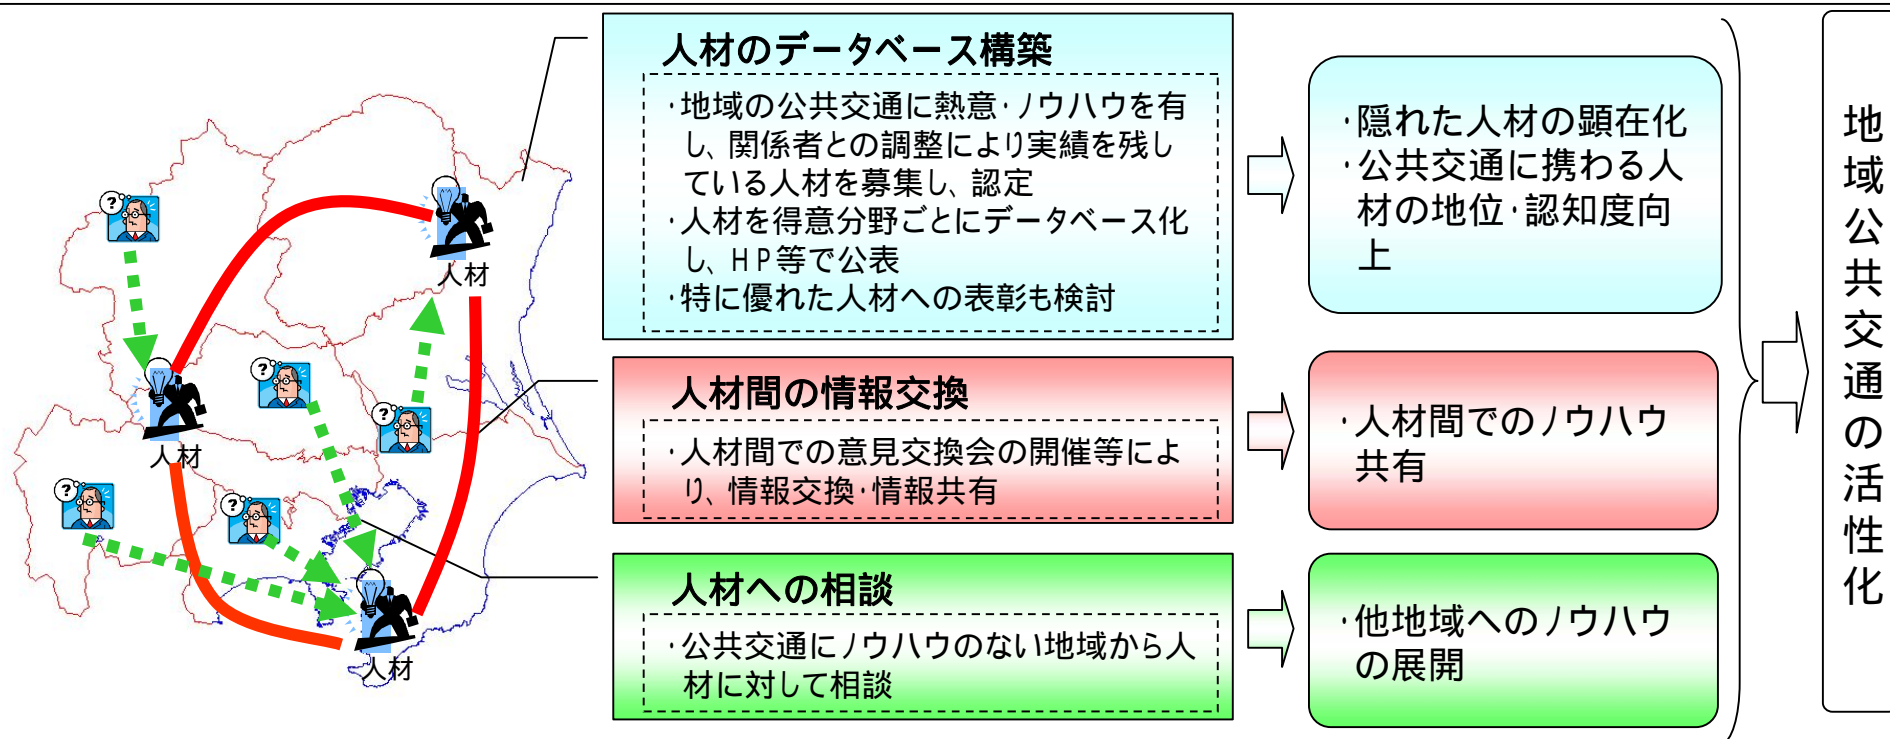 人材のデータベース構築
・地域の公共交通に熱意・ノウハウを有
し、関係者との調整により実績を残し
ている人材を募集し、認定
・人材を得意分野ごとにデータベース化
し、HP等で公表
・特に優れた人材への表彰も検討
・隠れた人材の顕在化
・公共交通に携わる人
材の地位・認知度向
上
人材間の情報交換
・人材間での意見交換会の開催等によ
り、情報交換・情報共有
・人材間でのノウハウ
共有
人材への相談
・公共交通にノウハウのない地域から人
材に対して相談
・他地域へのノウハウ
の展開
地域公共交通の活性化
?
人材
?
?
人材
?
?
人材